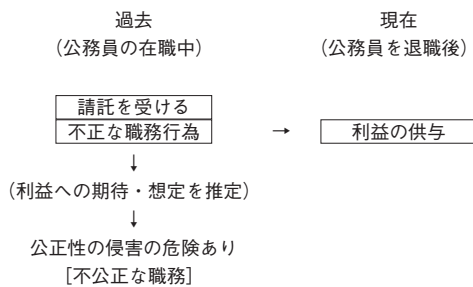 過去
(公務員の在職中)
現在
(公務員を退職後)
請託を受ける
不正な職務行為
→
利益の供与
↓
(利益への期待・想定を推定)
↓
公正性の侵害の危険あり
[不公正な職務]